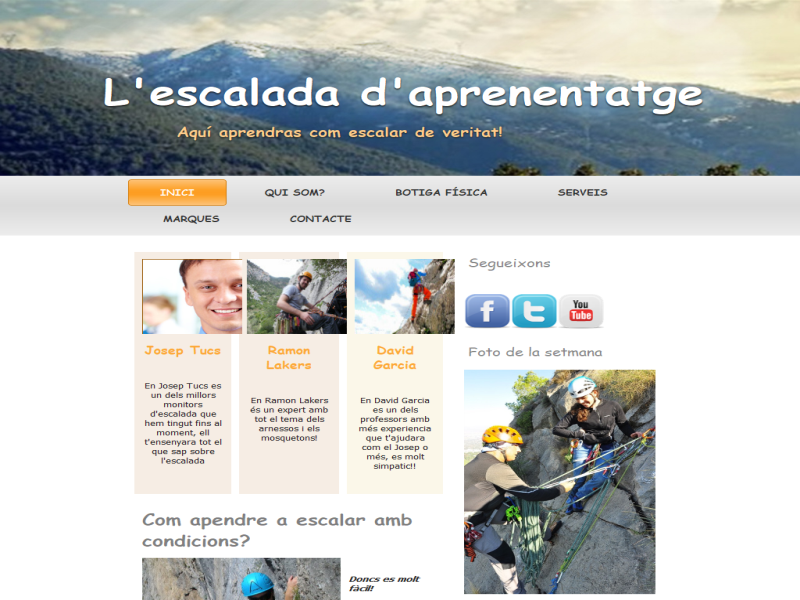 L'escalada d'aprenentatge
Aquí aprendras com escalar de veritat!
INICI
QUI SOM?
BOTIGA FÍSICA
SERVEIS
MARQUES
CONTACTE
Josep Tucs
En Josep Tucs es
un dels millors
monitors
d'escalada que
hem tingut fins al
moment, ell
t'ensenyara tot el
que sap sobre
l'escalada
Ramon
Lakers
En Ramon Lakers
és un expert amb
tot el tema dels
arnessos i els
mosquetons!
David
Garcia
En David Garcia
es un dels
professors amb
més experiencia
que t'ajudara
com el Josep o
més, es molt
simpatic!!
Segueixons
f
t
You
Tube
Foto de la setmana
Com apendre a escalar amb
condicions?
Doncs es molt
fàcil!